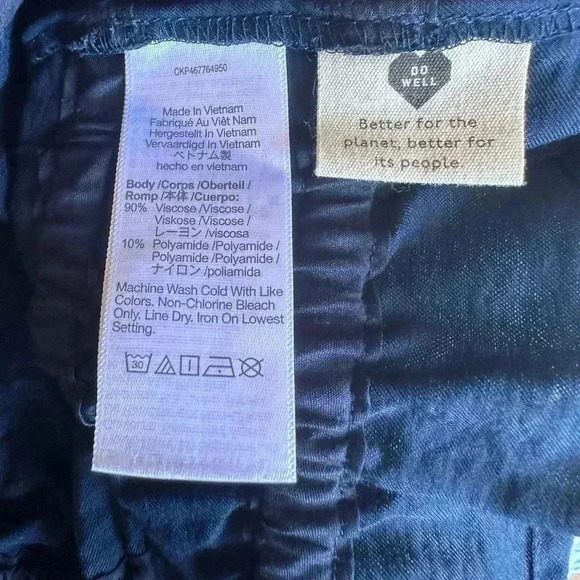 CKP467764950
Made In Vietnam
Fabriqué Au Viêt Nam
Hergestellt In Vietnam
Vervaardigd In Vietnam
ベトナム製
hecho en vietnam
Body /Corps /Oberteil /
Romp /本体 /Cuerpo:
90% Viscose /Viscose /
Viskose /Viscose /
レーヨン /viscosa
10% Polyamide /Polyamide /
Polyamide /Polyamide /
ナイロン /poliamida
Machine Wash Cold With Like
Colors. Non-Chlorine Bleach
Only. Line Dry. Iron On Lowest
Setting.
30
DO
WELL
Better for the
planet, better for
its people.